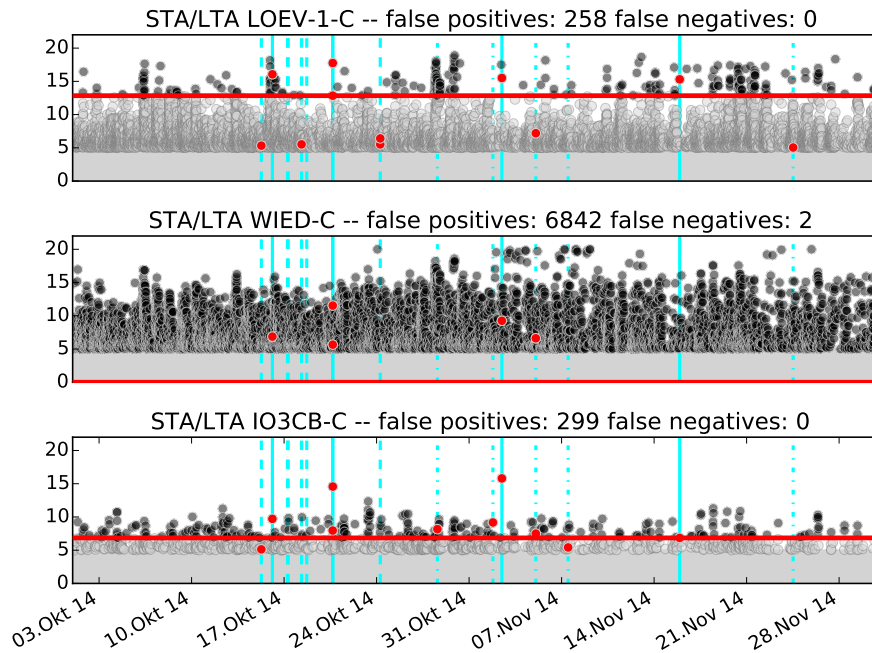 STA/LTA LOEV-1-C -- false positives: 258 false negatives: 0
20
15
10
5
0
STA/LTA WIED-C -- false positives: 6842 false negatives: 2
20
15
10
5
0
STA/LTA IO3CB-C -- false positives: 299 false negatives: 0
20
15
10
5
0
03.Okt 14
10.Okt 14
17.Okt 14
24.Okt 14
31.Okt 14
07.Nov 14
14.Nov 14
21.Nov 14
28.Nov 14